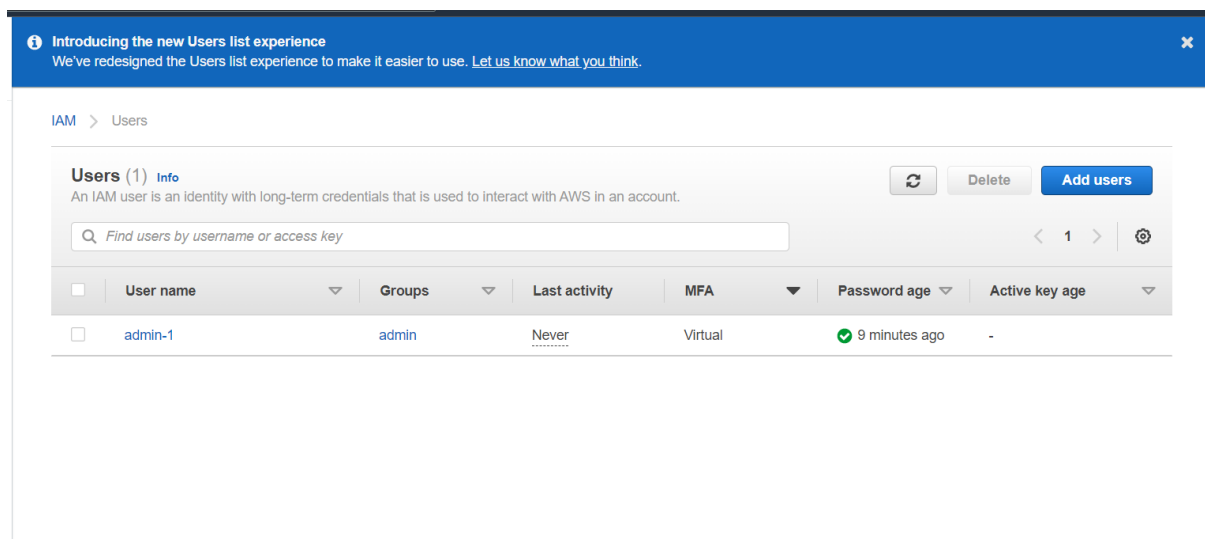 Introducing the new Users list experience
We've redesigned the Users list experience to make it easier to use. Let us know what you think.
IAM > Users
Users (1) Info
An IAM user is an identity with long-term credentials that is used to interact with AWS in an account.
Delete
Add users
Find users by username or access key
< 1 >
User name Groups Last activity MFA Password age Active key age
admin-1 admin Never Virtual 9 minutes ago -